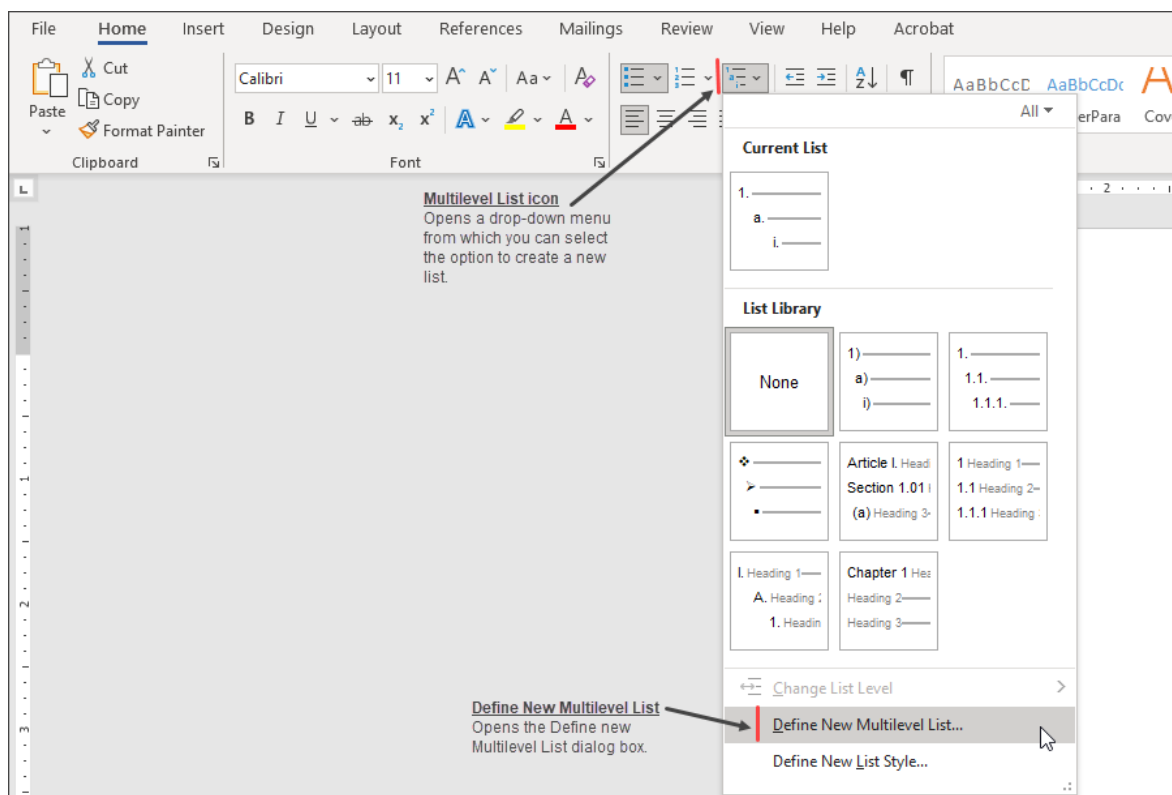 File Home Insert Design Layout References Mailings Review View Help Acrobat
Cut
Copy
Paste
Format Painter
Clipboard
Calibri 11 Aa
B I U ab x2 x2 A A
Font
AaBbCcD AaBbCcDc
erPara Cov
All
Current List
1.
a.
i.
Multilevel List icon
Opens a drop-down menu
from which you can select
the option to create a new
list.
List Library
None
1)
a)
i)
1.
1.1.
1.1.1.
Article I. Head
Section 1.01
(a) Heading 3
1 Heading 1
1.1 Heading 2
1.1.1 Heading
I. Heading 1
A. Heading
1. Headin
Chapter 1 Hea
Heading 2
Heading 3
Change List Level
Define New Multilevel List...
Define New List Style...
Define New Multilevel List
Opens the Define new
Multilevel List dialog box.
1
1
2
3
2